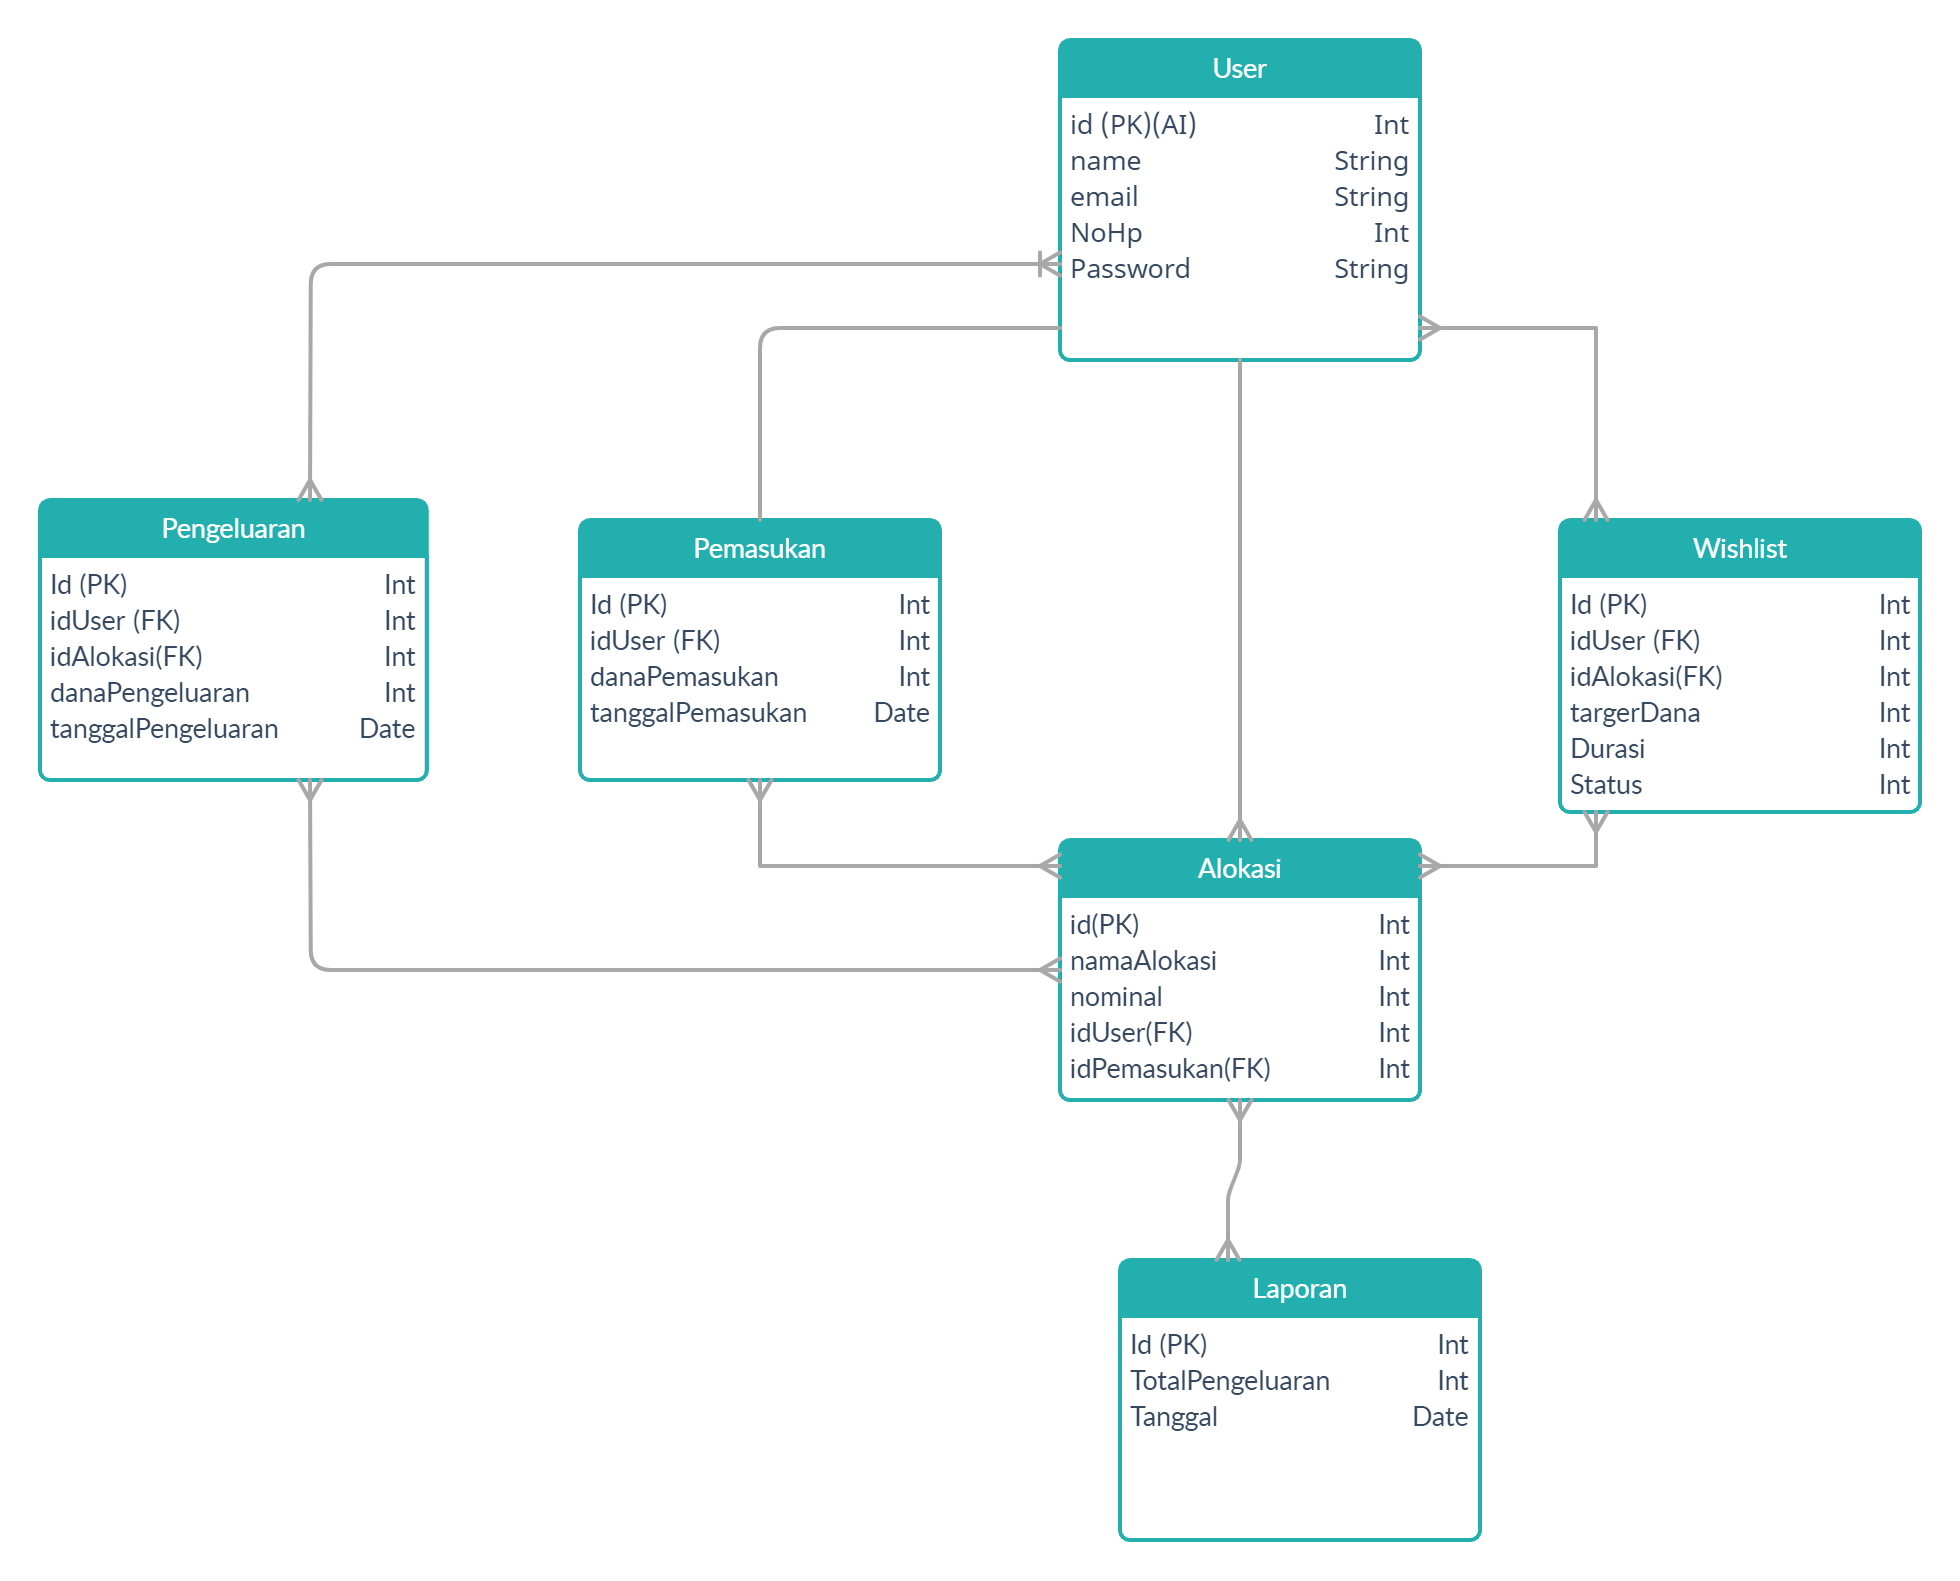 User
id (PK)(AI) Int
name String
email String
NoHp Int
Password String
Pengeluaran
Id (PK) Int
idUser (FK) Int
idAlokasi(FK) Int
danaPengeluaran Int
tanggalPengeluaran Date
Pemasukan
Id (PK) Int
idUser (FK) Int
danaPemasukan Int
tanggalPemasukan Date
Wishlist
Id (PK) Int
idUser (FK) Int
idAlokasi(FK) Int
targerDana Int
Durasi Int
Status Int
Alokasi
id(PK) Int
namaAlokasi Int
nominal Int
idUser(FK) Int
idPemasukan(FK) Int
Laporan
Id (PK) Int
TotalPengeluaran Int
Tanggal Date